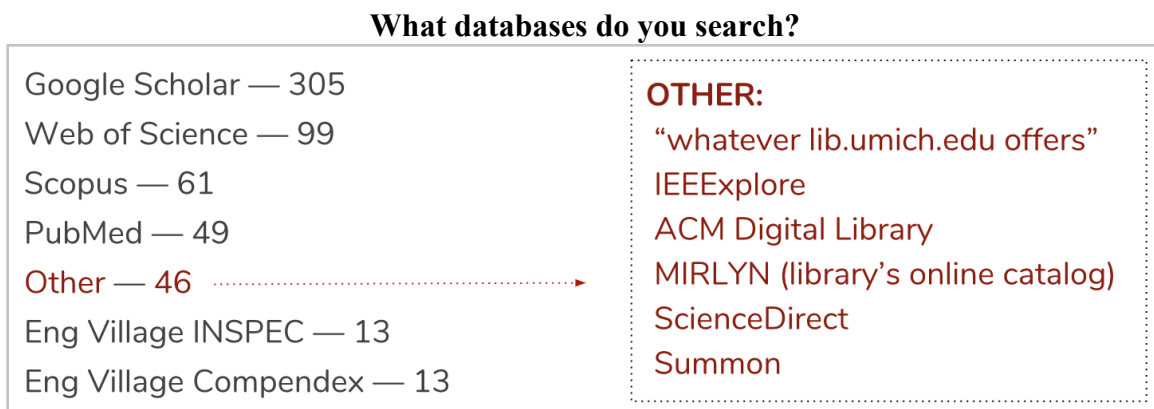 What databases do you search?
Google Scholar — 305
Web of Science — 99
Scopus — 61
PubMed — 49
Other — 46
Eng Village INSPEC — 13
Eng Village Compendex — 13
OTHER:
“whatever lib.umich.edu offers”
IEEExplore
ACM Digital Library
MIRLYN (library’s online catalog)
ScienceDirect
Summon